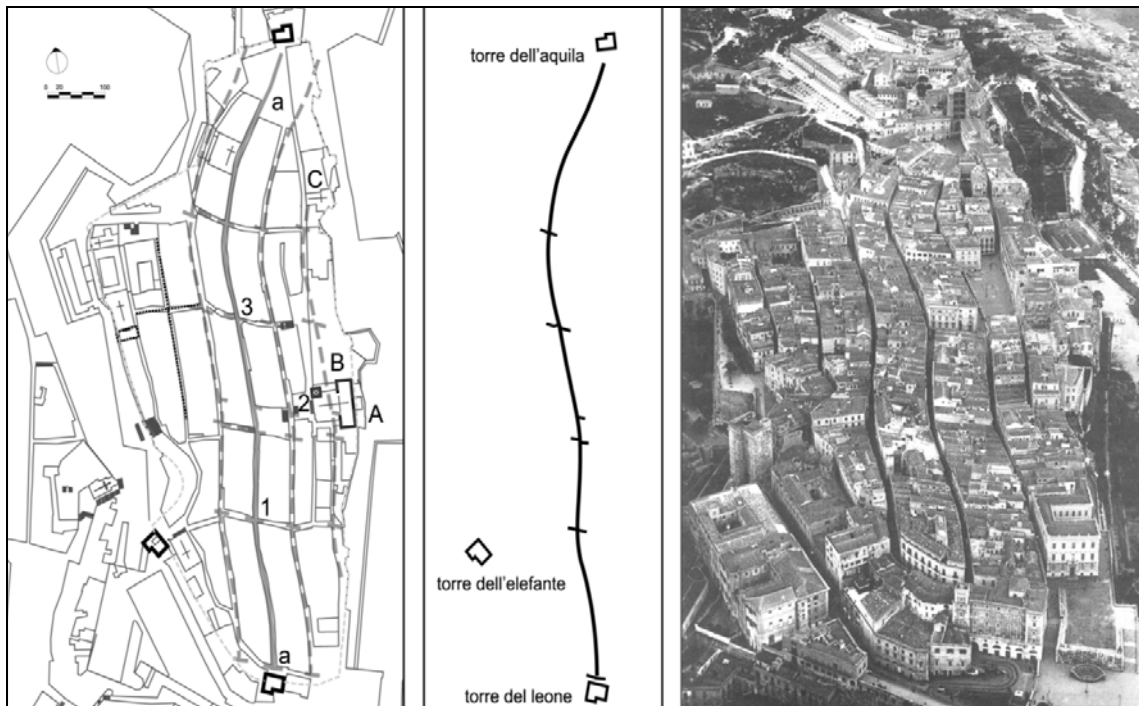 0 20 100
a
C
3
B
2
A
1
a
torre dell'aquila
torre dell'elefante
torre del leone